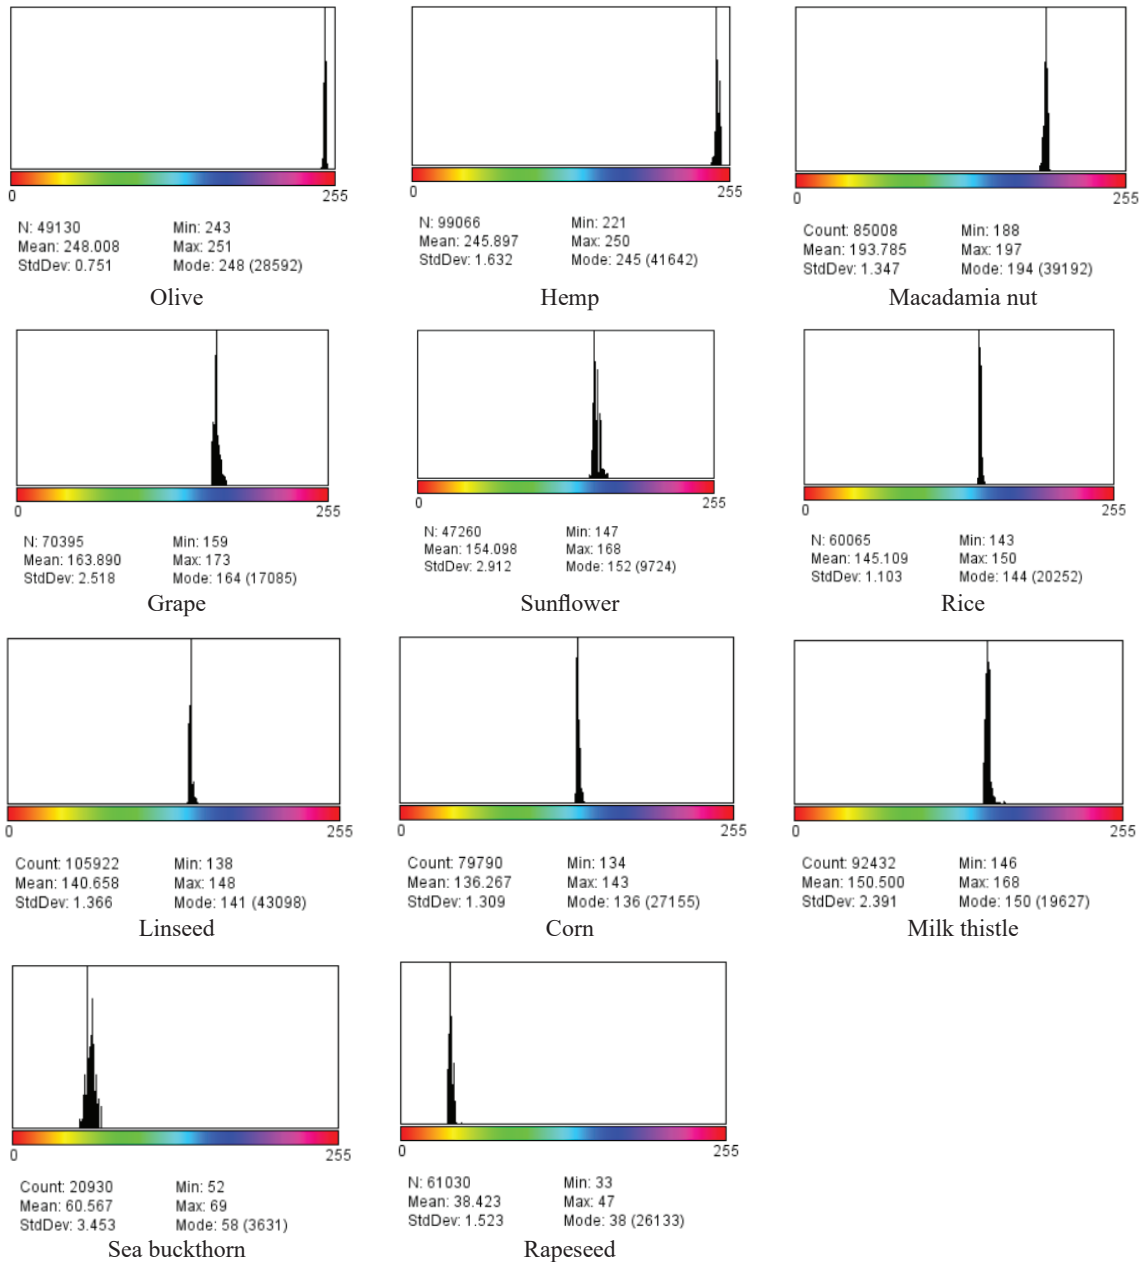 0 255
N: 49130 Min: 243
Mean: 248.008 Max: 251
StdDev: 0.751 Mode: 248 (28592)
Olive
0 255
N: 99066 Min: 221
Mean: 245.897 Max: 250
StdDev: 1.632 Mode: 245 (41642)
Hemp
0 255
Count: 85008 Min: 188
Mean: 193.785 Max: 197
StdDev: 1.347 Mode: 194 (39192)
Macadamia nut
0 255
N: 70395 Min: 159
Mean: 163.890 Max: 173
StdDev: 2.518 Mode: 164 (17085)
Grape
0 255
N: 47260 Min: 147
Mean: 154.098 Max: 168
StdDev: 2.912 Mode: 152 (9724)
Sunflower
0 255
N: 60065 Min: 143
Mean: 145.109 Max: 150
StdDev: 1.103 Mode: 144 (20252)
Rice
0 255
Count: 105922 Min: 138
Mean: 140.658 Max: 148
StdDev: 1.366 Mode: 141 (43098)
Linseed
0 255
Count: 79790 Min: 134
Mean: 136.267 Max: 143
StdDev: 1.309 Mode: 136 (27155)
Corn
0 255
Count: 92432 Min: 146
Mean: 150.500 Max: 168
StdDev: 2.391 Mode: 150 (19627)
Milk thistle
0 255
Count: 20930 Min: 52
Mean: 60.567 Max: 69
StdDev: 3.453 Mode: 58 (3631)
Sea buckthorn
0 255
N: 61030 Min: 33
Mean: 38.423 Max: 47
StdDev: 1.523 Mode: 38 (26133)
Rapeseed